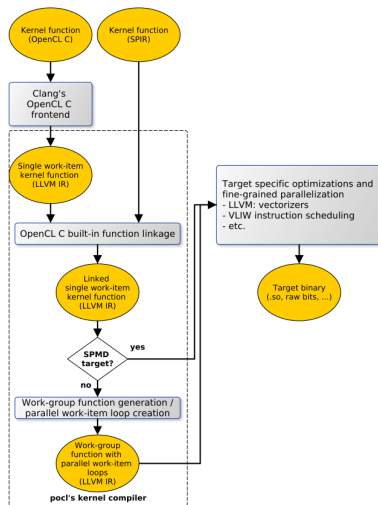 Kernel function
(OpenCL C)
Kernel function
(SPIR)
Clang's
OpenCL C
frontend
Single work-item
kernel function
(LLVM IR)
OpenCL C built-in function linkage
Linked
single work-item
kernel function
(LLVM IR)
SPMD
target?
yes
no
Work-group function generation /
parallel work-item loop creation
Work-group
function with
parallel work-item
loops
(LLVM IR)
pocl's kernel compiler
Target specific optimizations and
fine-grained parallelization
- LLVM: vectorizers
- VLIW instruction scheduling
- etc.
Target binary
(.so, raw bits, ...)